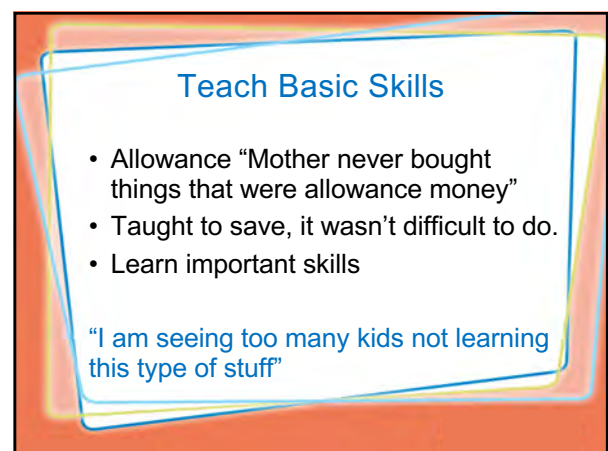 Teach Basic Skills
• Allowance “Mother never bought
things that were allowance money”
• Taught to save, it wasn’t difficult to do.
• Learn important skills
“I am seeing too many kids not learning
this type of stuff”